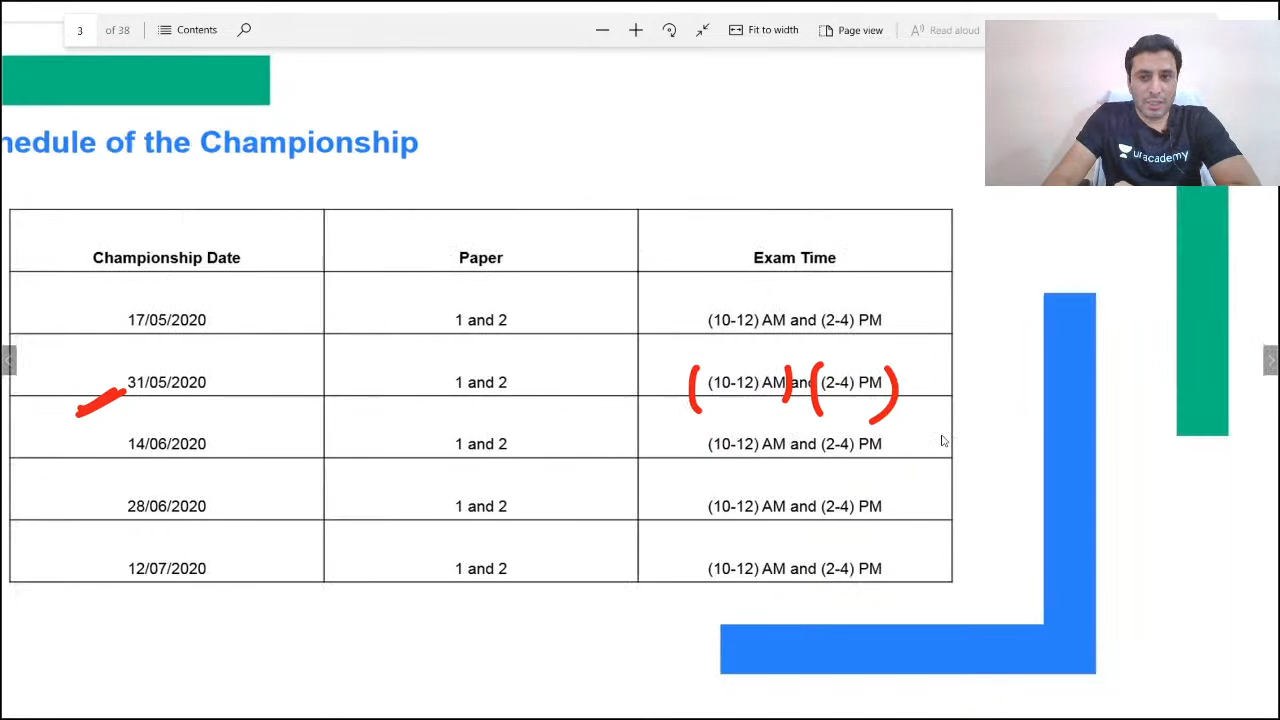 3 of 38 Contents Fit to width Page view Read aloud
unacademy
hedule of the Championship
Championship Date Paper Exam Time
17/05/2020 1 and 2 (10-12) AM and (2-4) PM
31/05/2020 1 and 2 (10-12) AM and (2-4) PM
14/06/2020 1 and 2 (10-12) AM and (2-4) PM
28/06/2020 1 and 2 (10-12) AM and (2-4) PM
12/07/2020 1 and 2 (10-12) AM and (2-4) PM